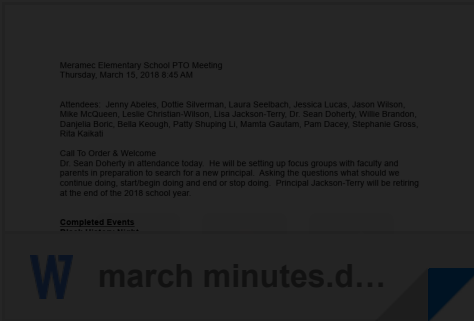 Meramec Elementary School PTO Meeting
Thursday, March 15, 2018 8:45 AM
Attendees: Jenny Abeles, Dotbe Silverman, Laura Seelbach, Jessica Lucas, Jason Wilson,
Mike McQueen, Leslie Christian-Wilson, Lisa Jackson-Terry, Dr. Sean Doherty, Willie Brandon,
Danjelia Boric, Bella Keough, Patty Shuping Li, Mamta Gautam, Pam Dacey, Stephanie Gross,
Rita Kaikati
Call To Order & Welcome
Dr. Sean Doherty in attendance today. He will be setting up focus groups with faculty and
parents in preparation to search for a new principal. Asking the questions what should we
continue doing, start/begin doing and end or stop doing. Principal Jackson-Terry will be retiring
at the end of the 2018 school year.
Completed Events
W march minutes.d...